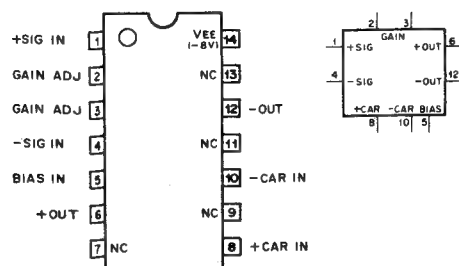 +SIG IN 1
GAIN ADJ 2
GAIN ADJ 3
-SIG IN 4
BIAS IN 5
+OUT 6
7 NC
VEE 14
(-8V)
NC 13
12 -OUT
NC 11
10 -CAR IN
NC 9
8 +CAR IN
2 3
GAIN
1 +SIG +OUT 6
4 -SIG -OUT 12
+CAR -CAR BIAS
8 10 5